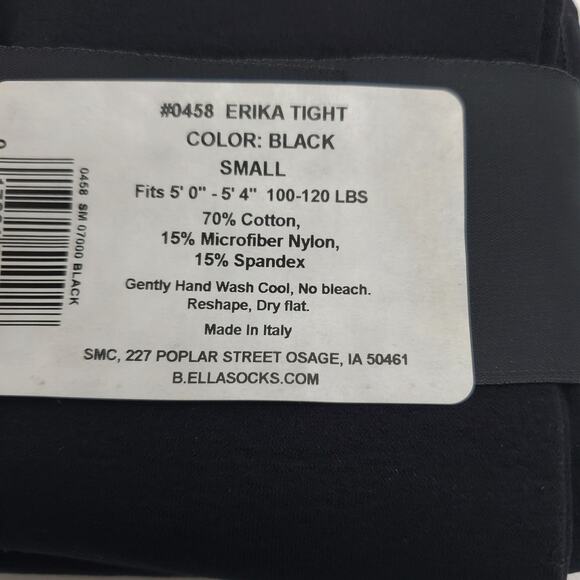 #0458 ERIKA TIGHT
COLOR: BLACK
SMALL
Fits 5' 0" - 5' 4" 100-120 LBS
70% Cotton,
15% Microfiber Nylon,
15% Spandex
Gently Hand Wash Cool, No bleach.
Reshape, Dry flat.
Made in Italy
SMC, 227 POPLAR STREET OSAGE, IA 50461
B.ELLASOCKS.COM
0458 SM 07000 BLACK